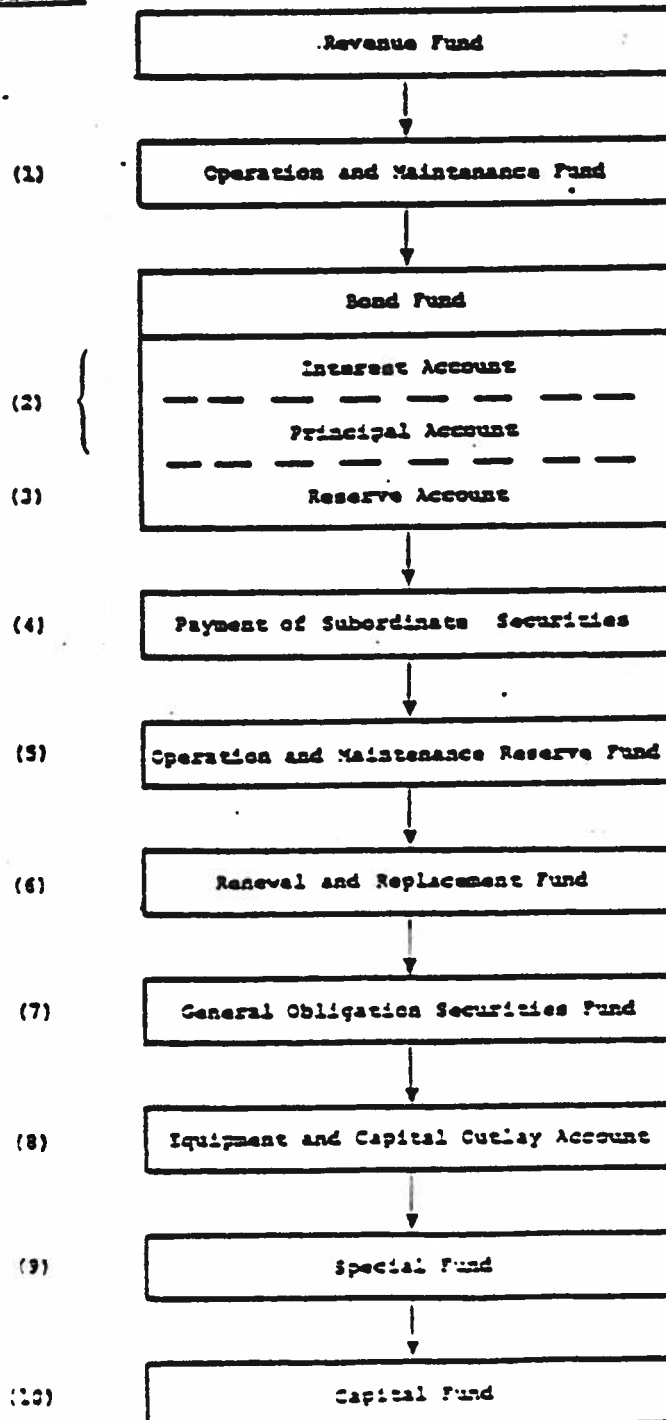 Revenue Fund
(1) Operation and Maintenance Fund
Bond Fund
Interest Account
(2)
Principal Account
(3) Reserve Account
(4) Payment of Subordinate Securities
(5) Operation and Maintenance Reserve Fund
(6) Renewal and Replacement Fund
(7) General Obligation Securities Fund
(8) Equipment and Capital Outlay Account
(9) Special Fund
(10) Capital Fund